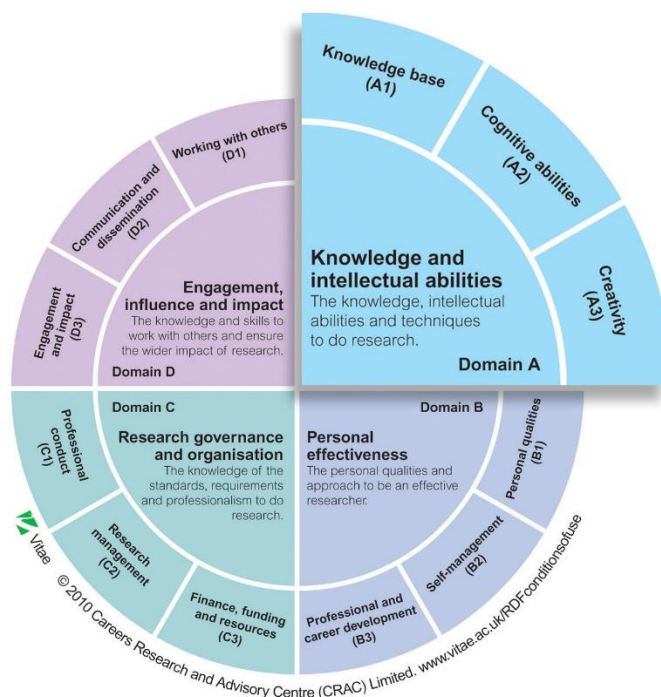 Knowledge base
(A1)
Cognitive abilities
(A2)
Creativity
(A3)
Knowledge and
intellectual abilities
The knowledge, intellectual
abilities and techniques
to do research.
Domain A
Working with others
(D1)
Communication and
dissemination
(D2)
Engagement
and impact
(D3)
Engagement,
influence and impact
The knowledge and skills to
work with others and ensure
the wider impact of research.
Domain D
Domain C
Research governance
and organisation
The knowledge of the
standards, requirements
and professionalism to do
research.
Professional
conduct
(C1)
Research
management
(C2)
Finance, funding
and resources
(C3)
Domain B
Personal
effectiveness
The personal qualities and
approach to be an effective
researcher.
Personal qualities
(B1)
Self-management
(B2)
Professional and
career development
(B3)
Vitae
© 2010 Careers Research and Advisory Centre (CRAC) Limited. www.vitae.ac.uk/RDFconditionsofuse